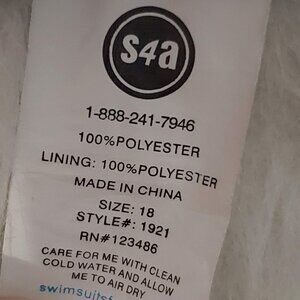 s4a
1-888-241-7946
100%POLYESTER
LINING: 100%POLYESTER
MADE IN CHINA
SIZE: 18
STYLE#: 1921
RN#123486
CARE FOR ME WITH CLEAN
COLD WATER AND ALLOW
ME TO AIR DRY